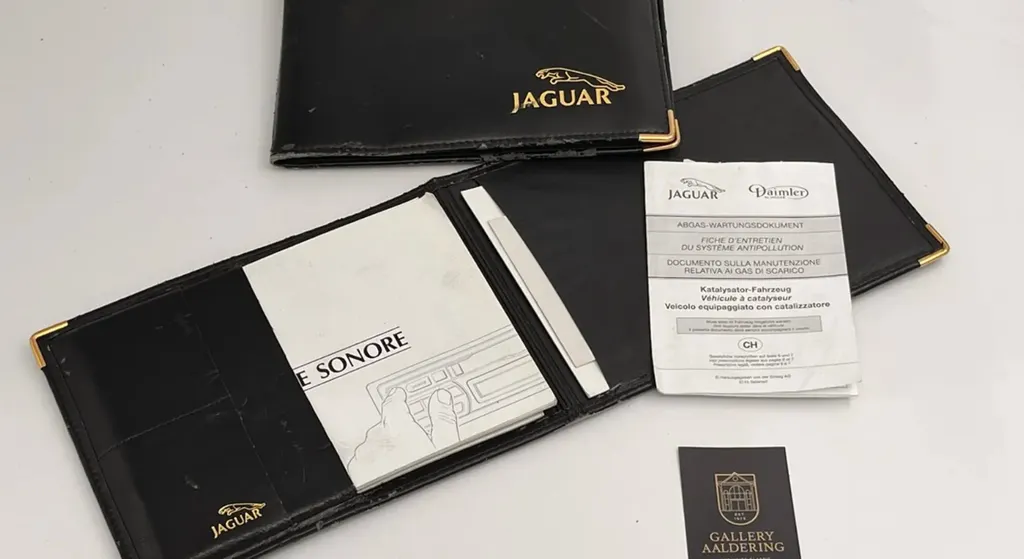 JAGUAR
JAGUAR
Daimler
ABGAS-WARTUNGSDOKUMENT
FICHE D'ENTRETIEN
DU SYSTÈME ANTIPOLLUTION
DOCUMENTO SULLA MANUTENZIONE
RELATIVA AI GAS DI SCARICO
Katalysator-Fahrzeug
Véhicule à catalyseur
Veicolo equipaggiato con catalizzatore
CH
E SONORE
JAGUAR
GALLERY
AALDERING